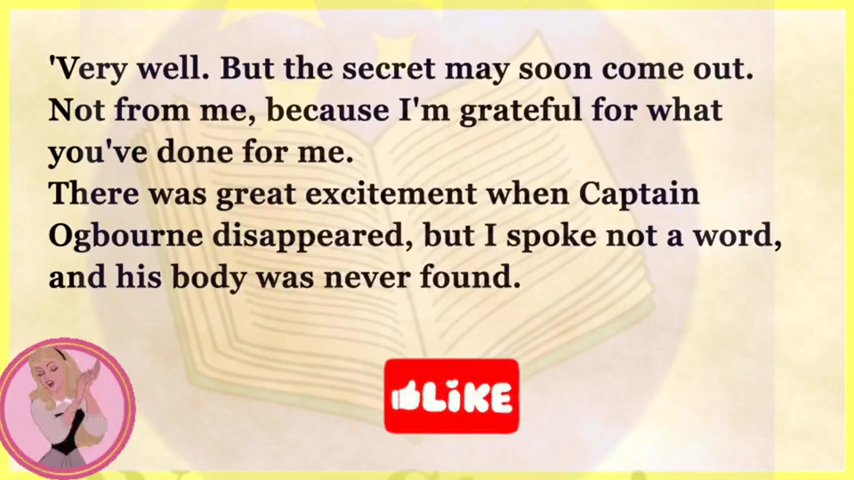 'Very well. But the secret may soon come out.
Not from me, because I'm grateful for what
you've done for me.
There was great excitement when Captain
Ogbourne disappeared, but I spoke not a word,
and his body was never found.
LIKE